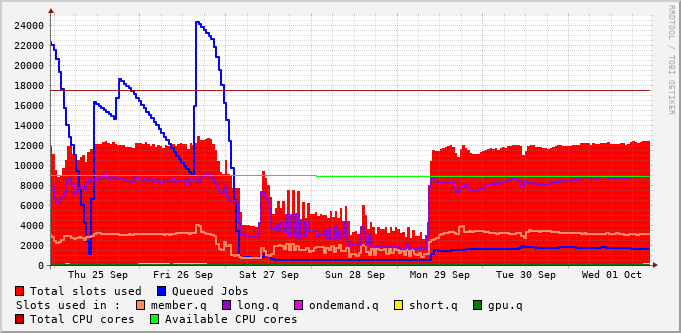 24000
22000
20000
18000
16000
14000
12000
10000
8000
6000
4000
2000
0
Thu 25 Sep Fri 26 Sep Sat 27 Sep Sun 28 Sep Mon 29 Sep Tue 30 Sep Wed 01 Oct
Total slots used Queued Jobs
Slots used in : member.q long.q ondemand.q short.q gpu.q
Total CPU cores Available CPU cores
RRDTOOL / TOBI OETIKER